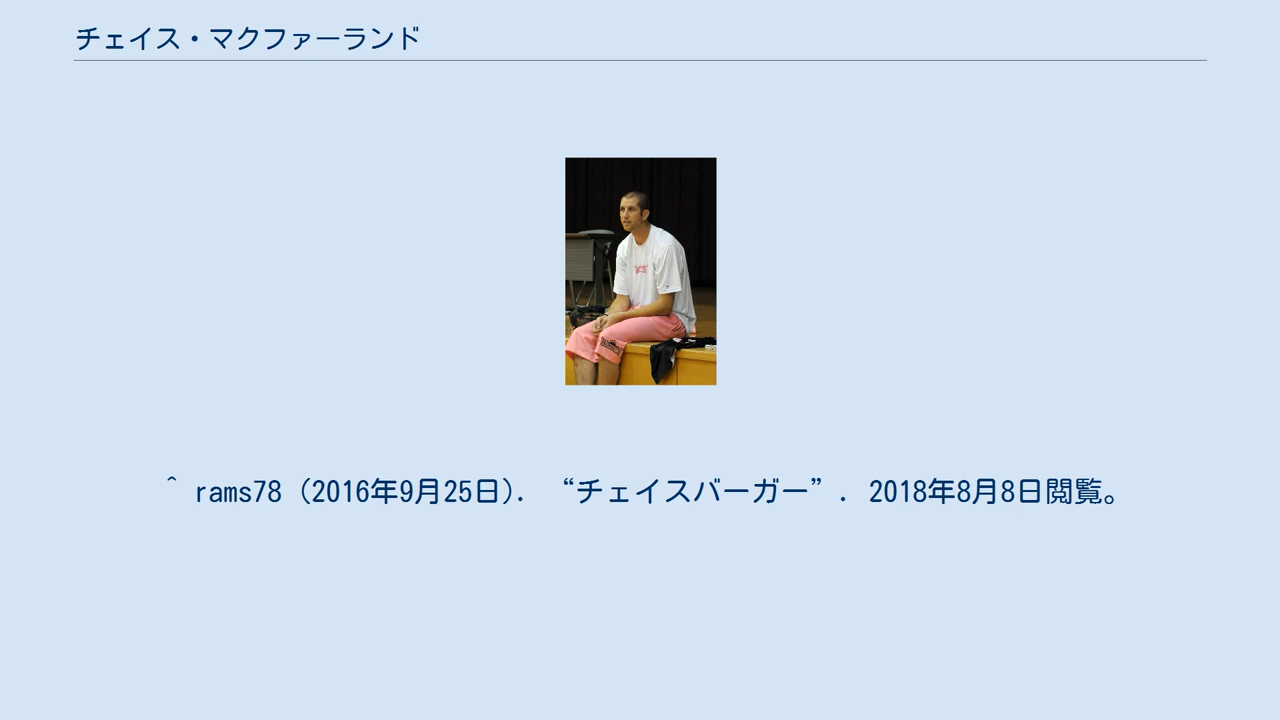 チェイス・マクファーランド
^ rams78 (2016年9月25日). “チェイスバーガー”. 2018年8月8日閲覧。